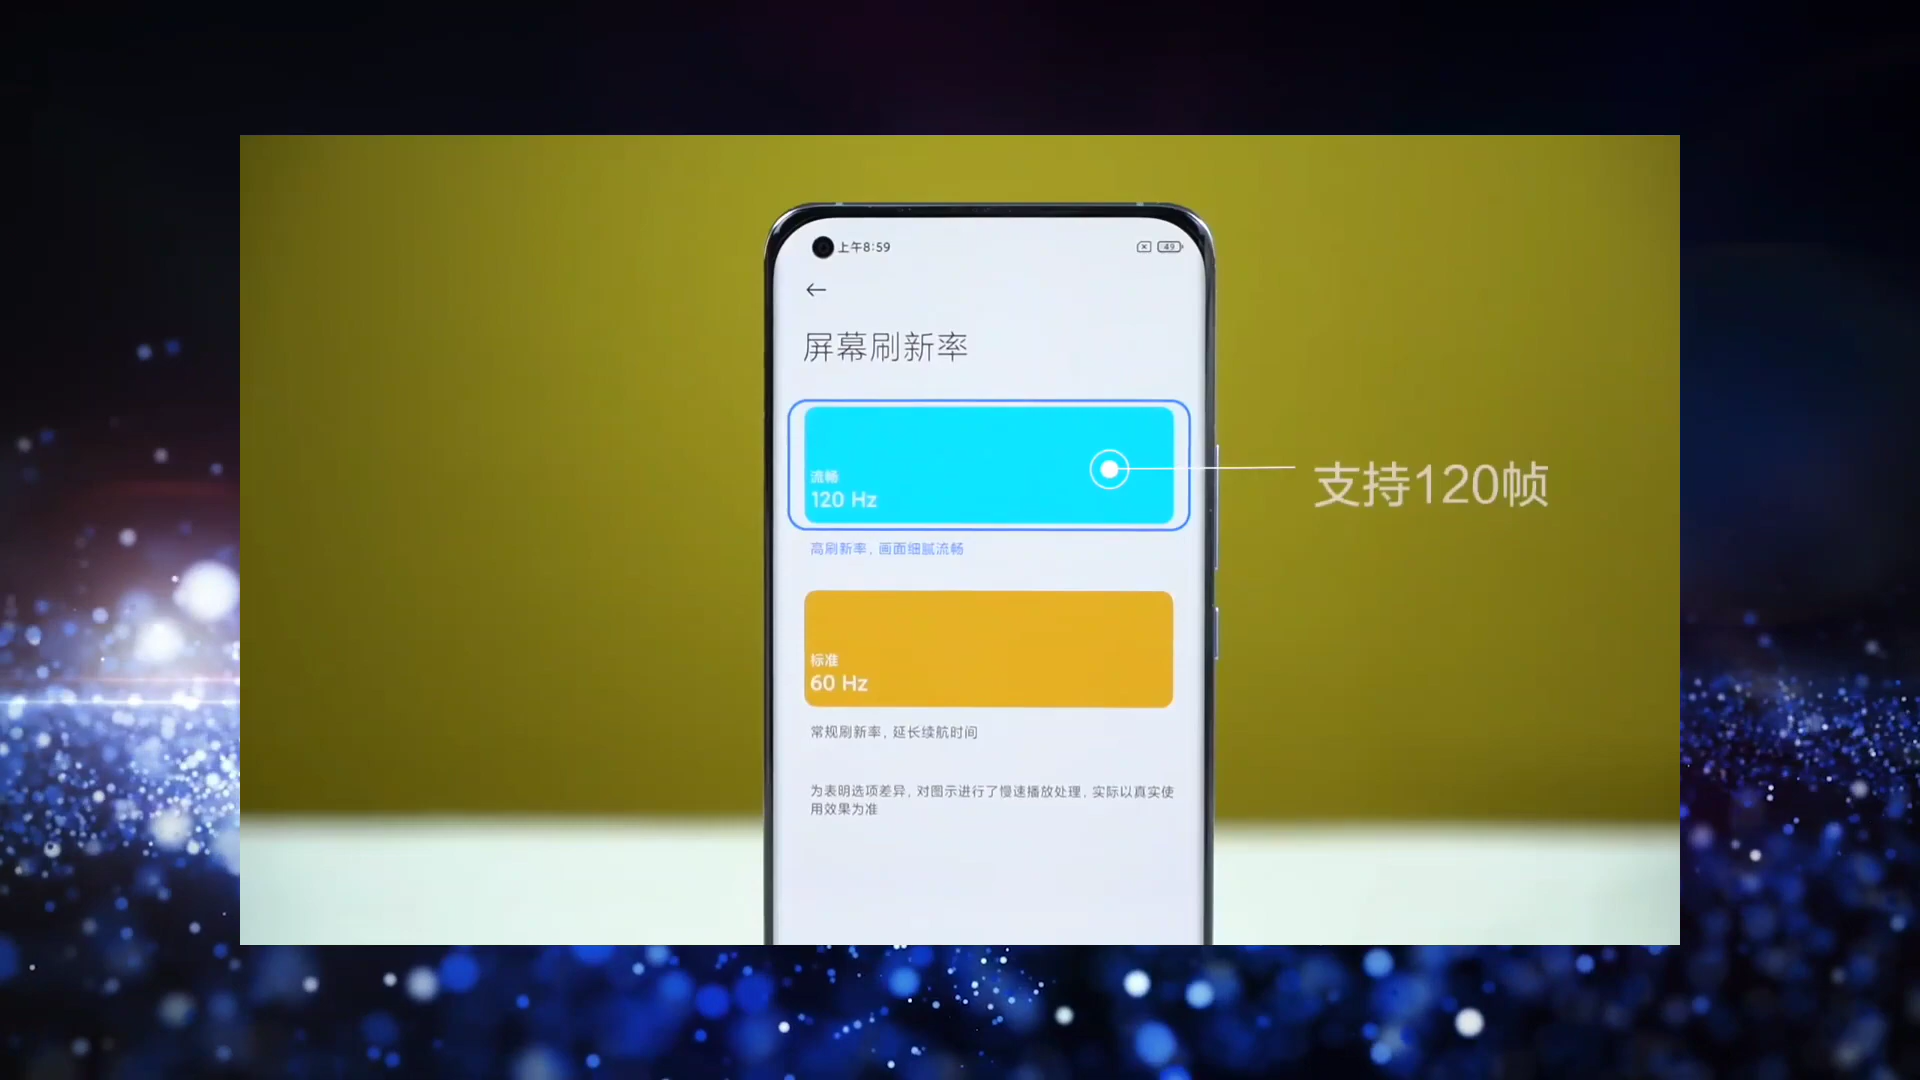 上午8:59
49
屏幕刷新率
流畅
120 Hz
支持120帧
高刷新率，画面细腻流畅
标准
60 Hz
常规刷新率，延长续航时间
为表明选项差异，对图示进行了慢速播放处理，实际以真实使
用效果为准